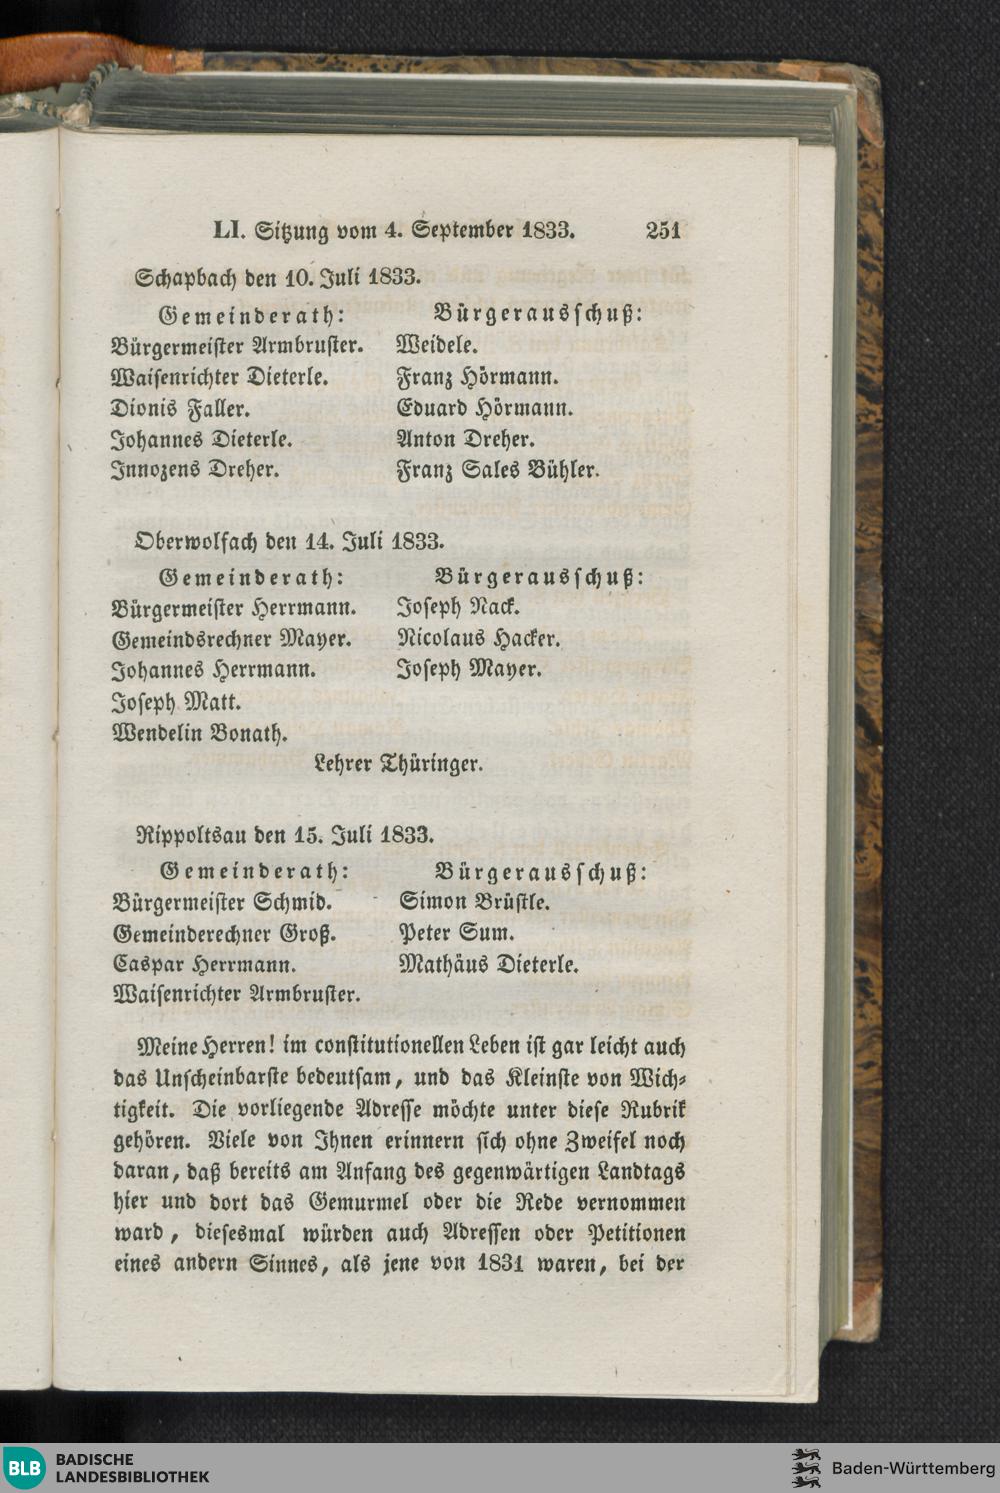 LI. Sitzung vom 4. September 1833. 251
Schapbach den 10. Juli 1833.
Gemeinderath: Bürgerausschuß:
Bürgermeister Armbruster. Weidele.
Waisenrichter Dieterle. Franz Hörmann.
Dionis Faller. Eduard Hörmann.
Johannes Dieterle. Anton Dreher.
Innozens Dreher. Franz Sales Bühler.
Oberwolfach den 14. Juli 1833.
Gemeinderath: Bürgerausschuß:
Bürgermeister Herrmann. Joseph Nack.
Gemeindsrechner Mayer. Nicolaus Hacker.
Johannes Herrmann. Joseph Mayer.
Joseph Matt.
Wendelin Bonath.
Lehrer Thüringer.
Rippoltsau den 15. Juli 1833.
Gemeinderath: Bürgerausschuß:
Bürgermeister Schmid. Simon Brüstle.
Gemeinderechner Groß. Peter Sum.
Caspar Herrmann. Mathäus Dieterle.
Waisenrichter Armbruster.
Meine Herren! im constitutionellen Leben ist gar leicht auch
das Unscheinbarste bedeutsam, und das Kleinste von Wich-
tigkeit. Die vorliegende Adresse möchte unter diese Rubrik
gehören. Viele von Ihnen erinnern sich ohne Zweifel noch
daran, daß bereits am Anfang des gegenwärtigen Landtags
hier und dort das Gemurmel oder die Rede vernommen
ward, diesesmal würden auch Adressen oder Petitionen
eines andern Sinnes, als jene von 1831 waren, bei der
BLB BADISCHE
LANDESBIBLIOTHEK
Baden-Württemberg